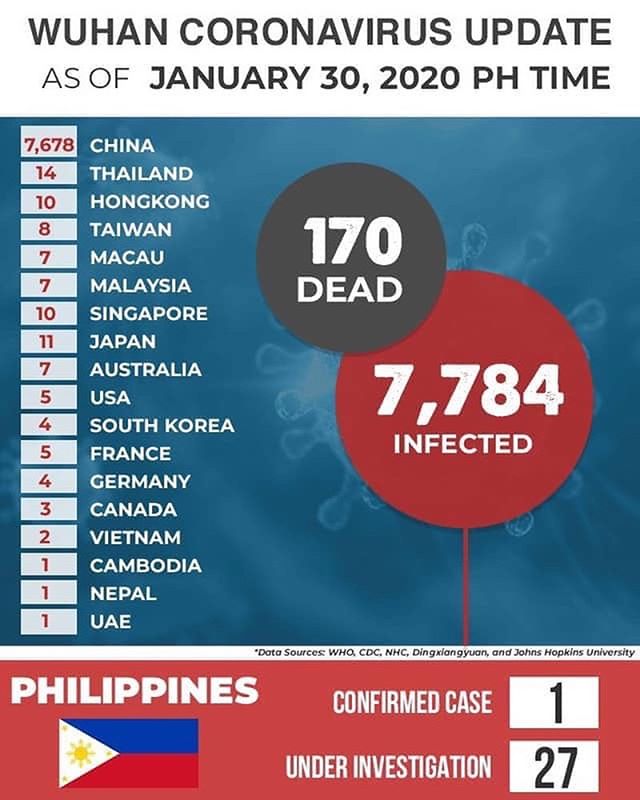 WUHAN CORONAVIRUS UPDATE
AS OF JANUARY 30, 2020 PH TIME
7,678 CHINA
14 THAILAND
10 HONGKONG
8 TAIWAN
7 MACAU
7 MALAYSIA
10 SINGAPORE
11 JAPAN
7 AUSTRALIA
5 USA
4 SOUTH KOREA
5 FRANCE
4 GERMANY
3 CANADA
2 VIETNAM
1 CAMBODIA
1 NEPAL
1 UAE
170
DEAD
7,784
INFECTED
*Data Sources: WHO, CDC, NHC, Dingxiangyuan, and Johns Hopkins University
PHILIPPINES
CONFIRMED CASE 1
UNDER INVESTIGATION 27